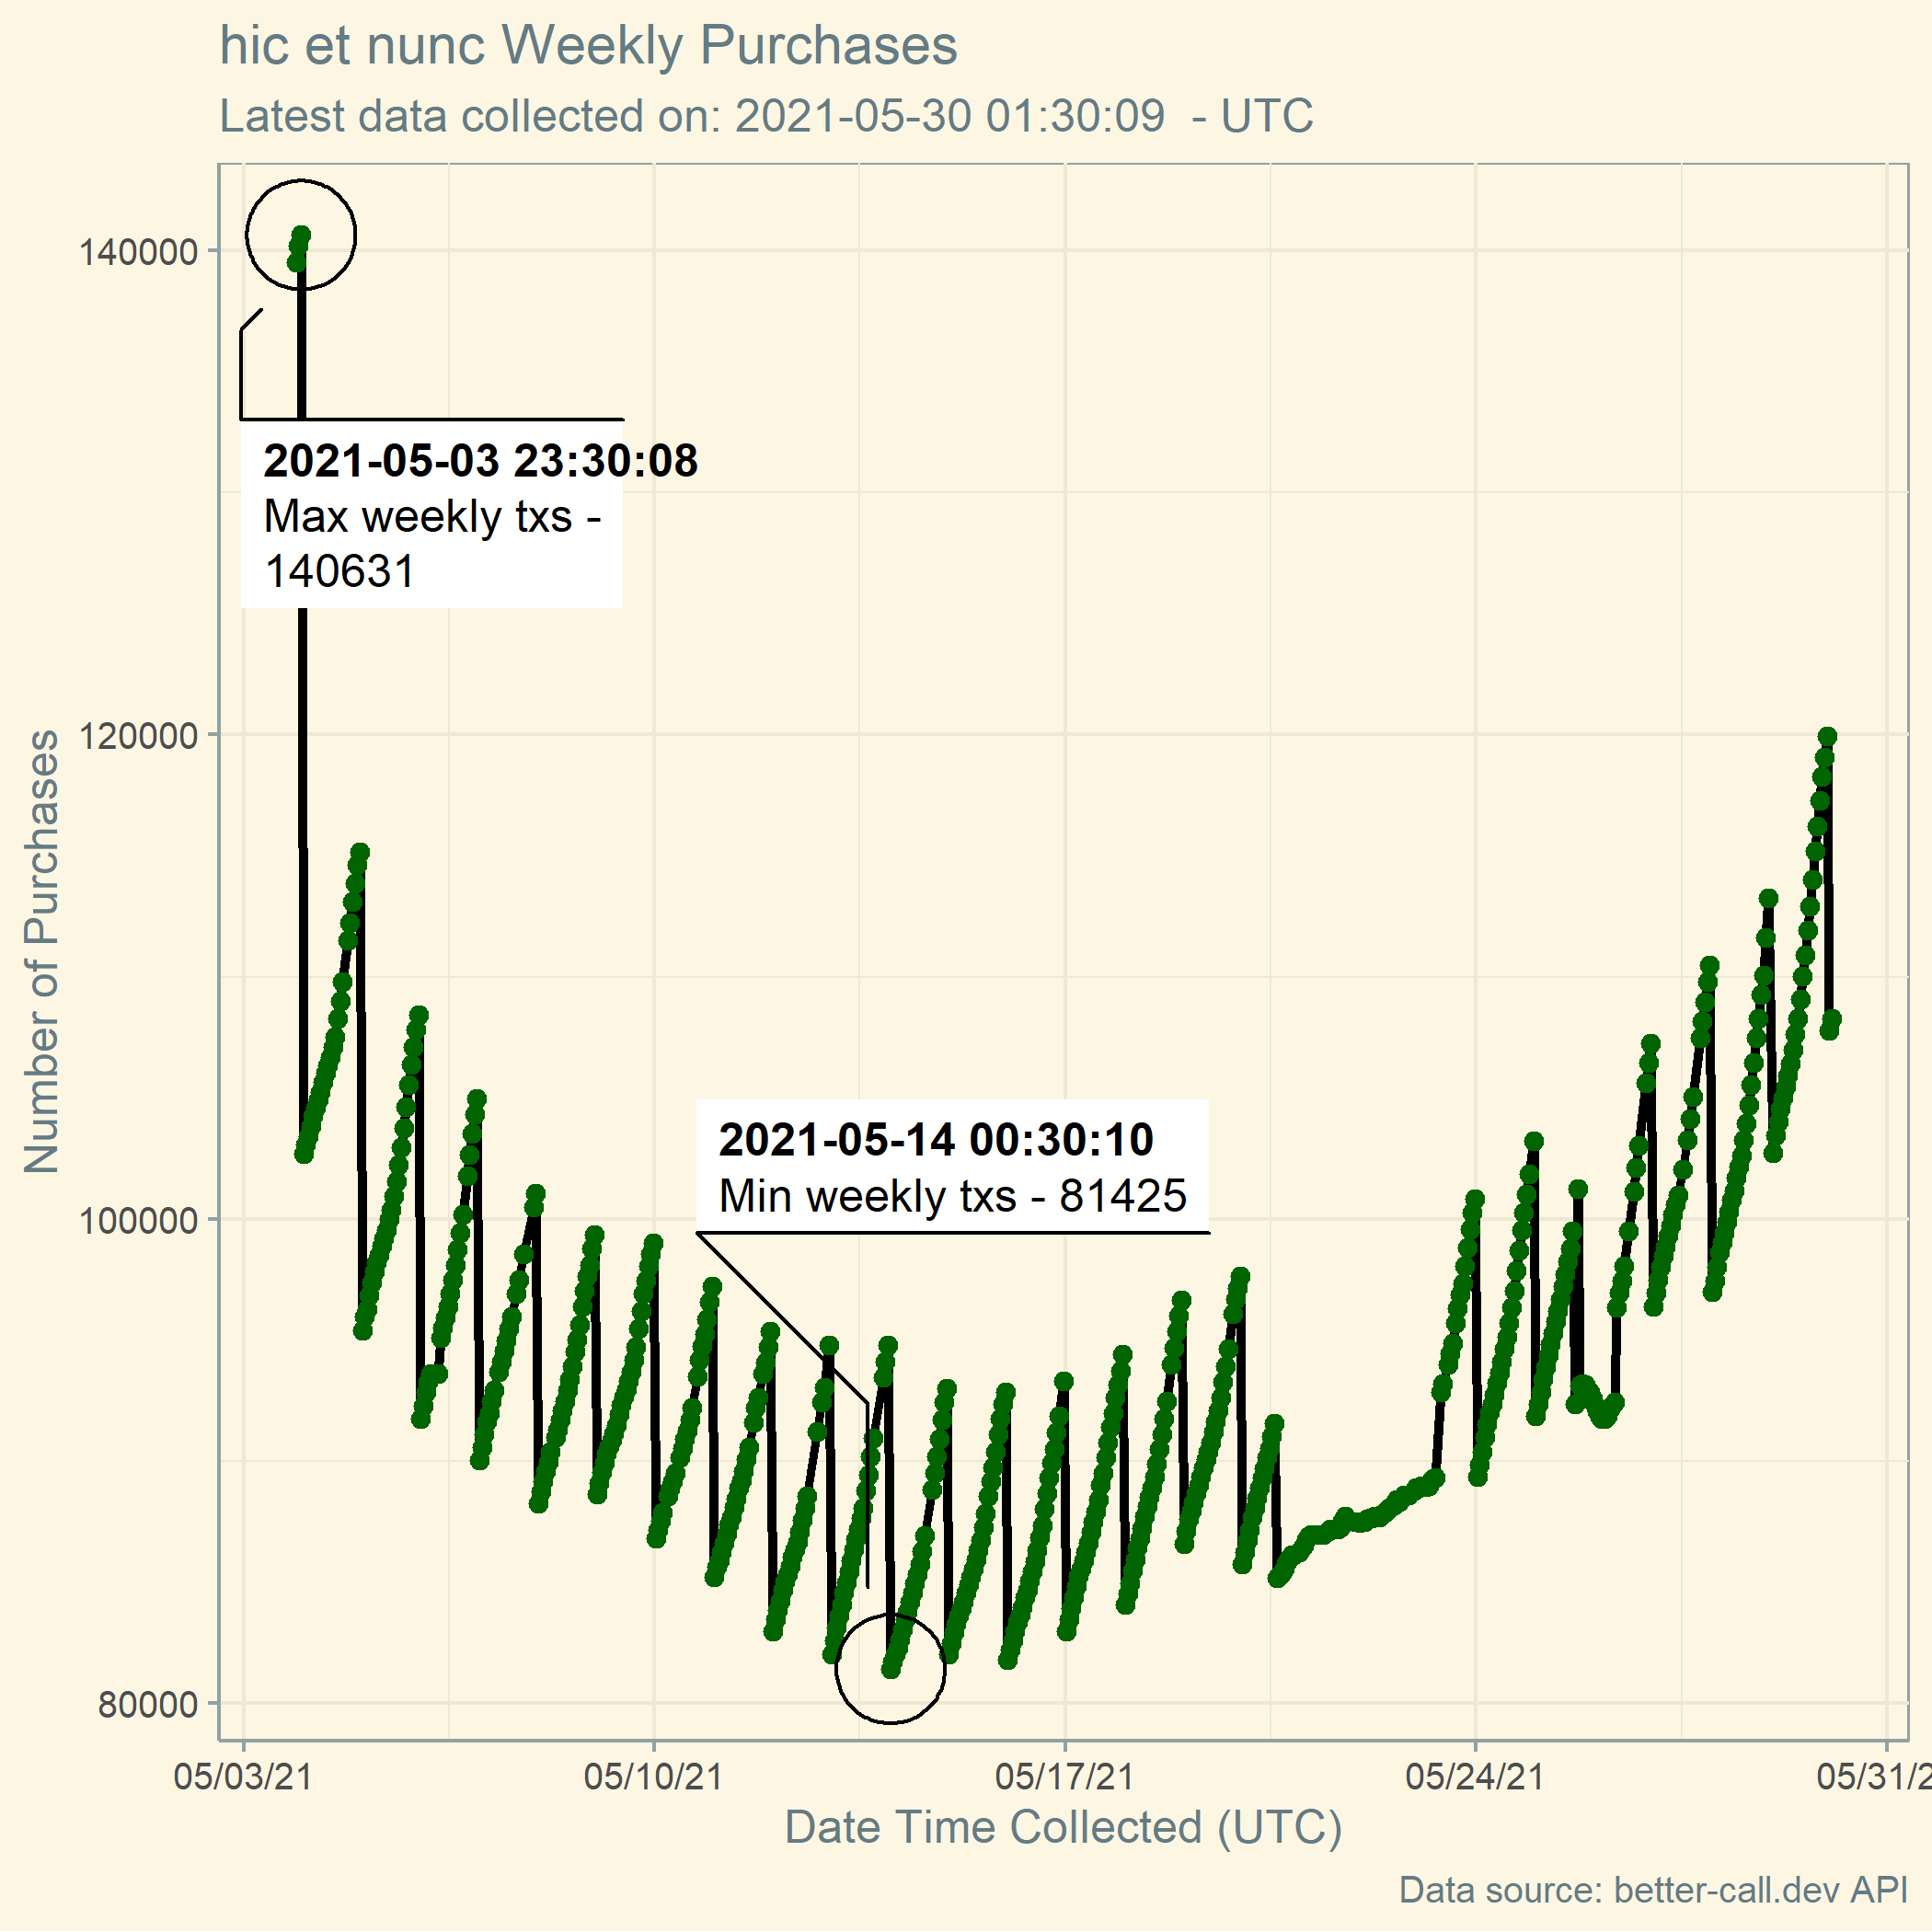 hic et nunc Weekly Purchases
Latest data collected on: 2021-05-30 01:30:09 - UTC
140000
2021-05-03 23:30:08
Max weekly txs -
140631
120000
Number of Purchases
2021-05-14 00:30:10
Min weekly txs - 81425
100000
80000
05/03/21 05/10/21 05/17/21 05/24/21 05/31/2
Date Time Collected (UTC)
Data source: better-call.dev API